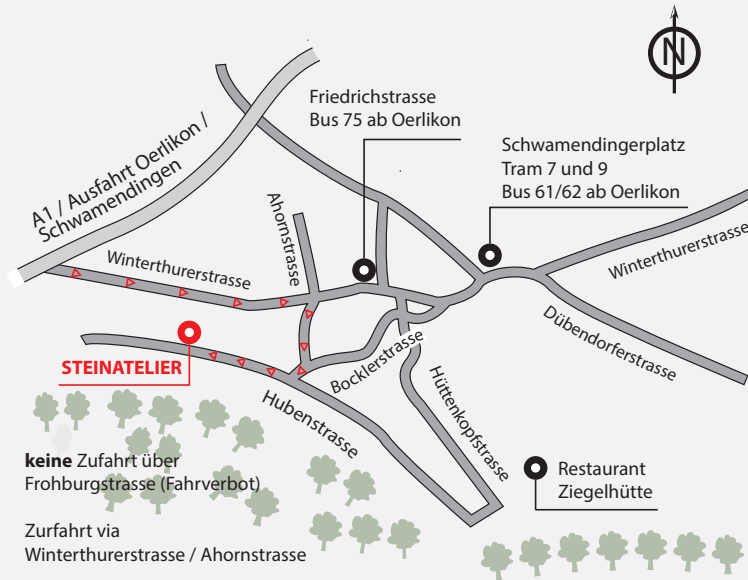 N
Friedrichstrasse
Bus 75 ab Oerlikon
Schwamendingerplatz
Tram 7 und 9
Bus 61/62 ab Oerlikon
A1 / Ausfahrt Oerlikon /
Schwamendingen
Ahornstrasse
Winterthurerstrasse
Winterthurerstrasse
Dübendorferstrasse
STEINATELIER
Bocklerstrasse
Hüttenkopfstrasse
Hubenstrasse
keine Zufahrt über
Frohburgstrasse (Fahrverbot)
Restaurant
Ziegelhütte
Zurfahrt via
Winterthurerstrasse / Ahornstrasse